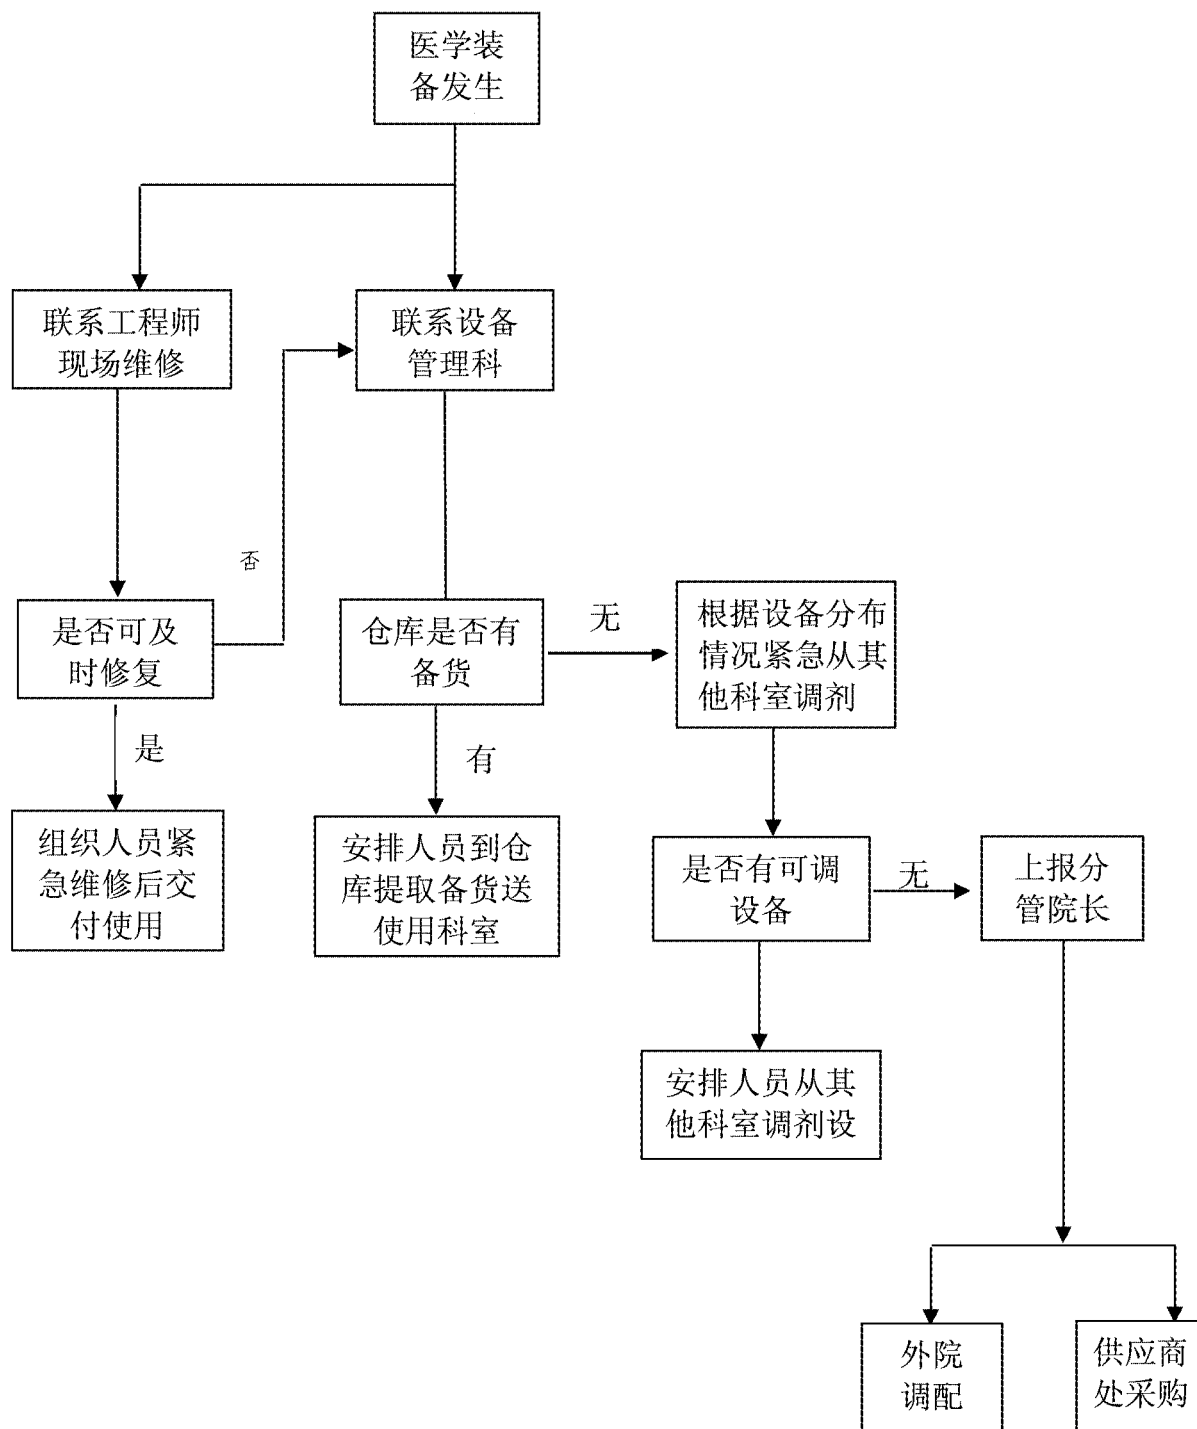 医学装
备发生
联系工程师
现场维修
联系设备
管理科
否
是否可及
时修复
仓库是否有
备货
无
根据设备分布
情况紧急从其
他科室调剂
是
有
组织人员紧
急维修后交
付使用
安排人员到仓
库提取备货送
使用科室
是否有可调
设备
无
上报分
管院长
安排人员从其
他科室调剂设
外院
调配
供应商
处采购